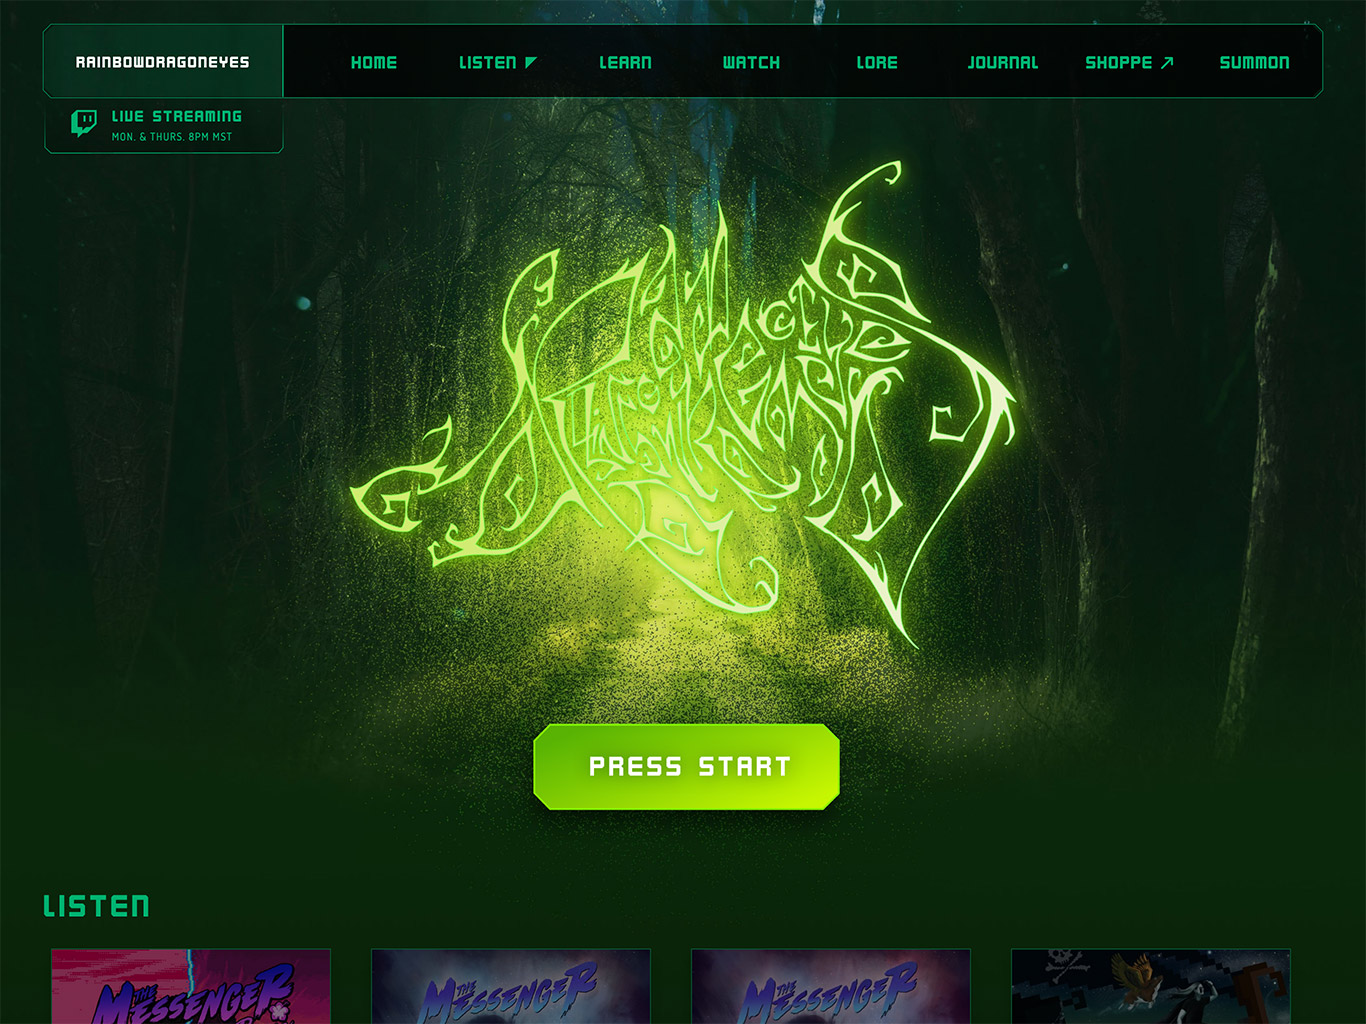 RAINBOWDRAGONEYES
HOME
LISTEN
LEARN
WATCH
LORE
JOURNAL
SHOPPE
SUMMON
LIVE STREAMING
MON. & THURS. 8PM MST
PRESS START
LISTEN
THE
MESSENGER
THE
MESSENGER
THE
MESSENGER